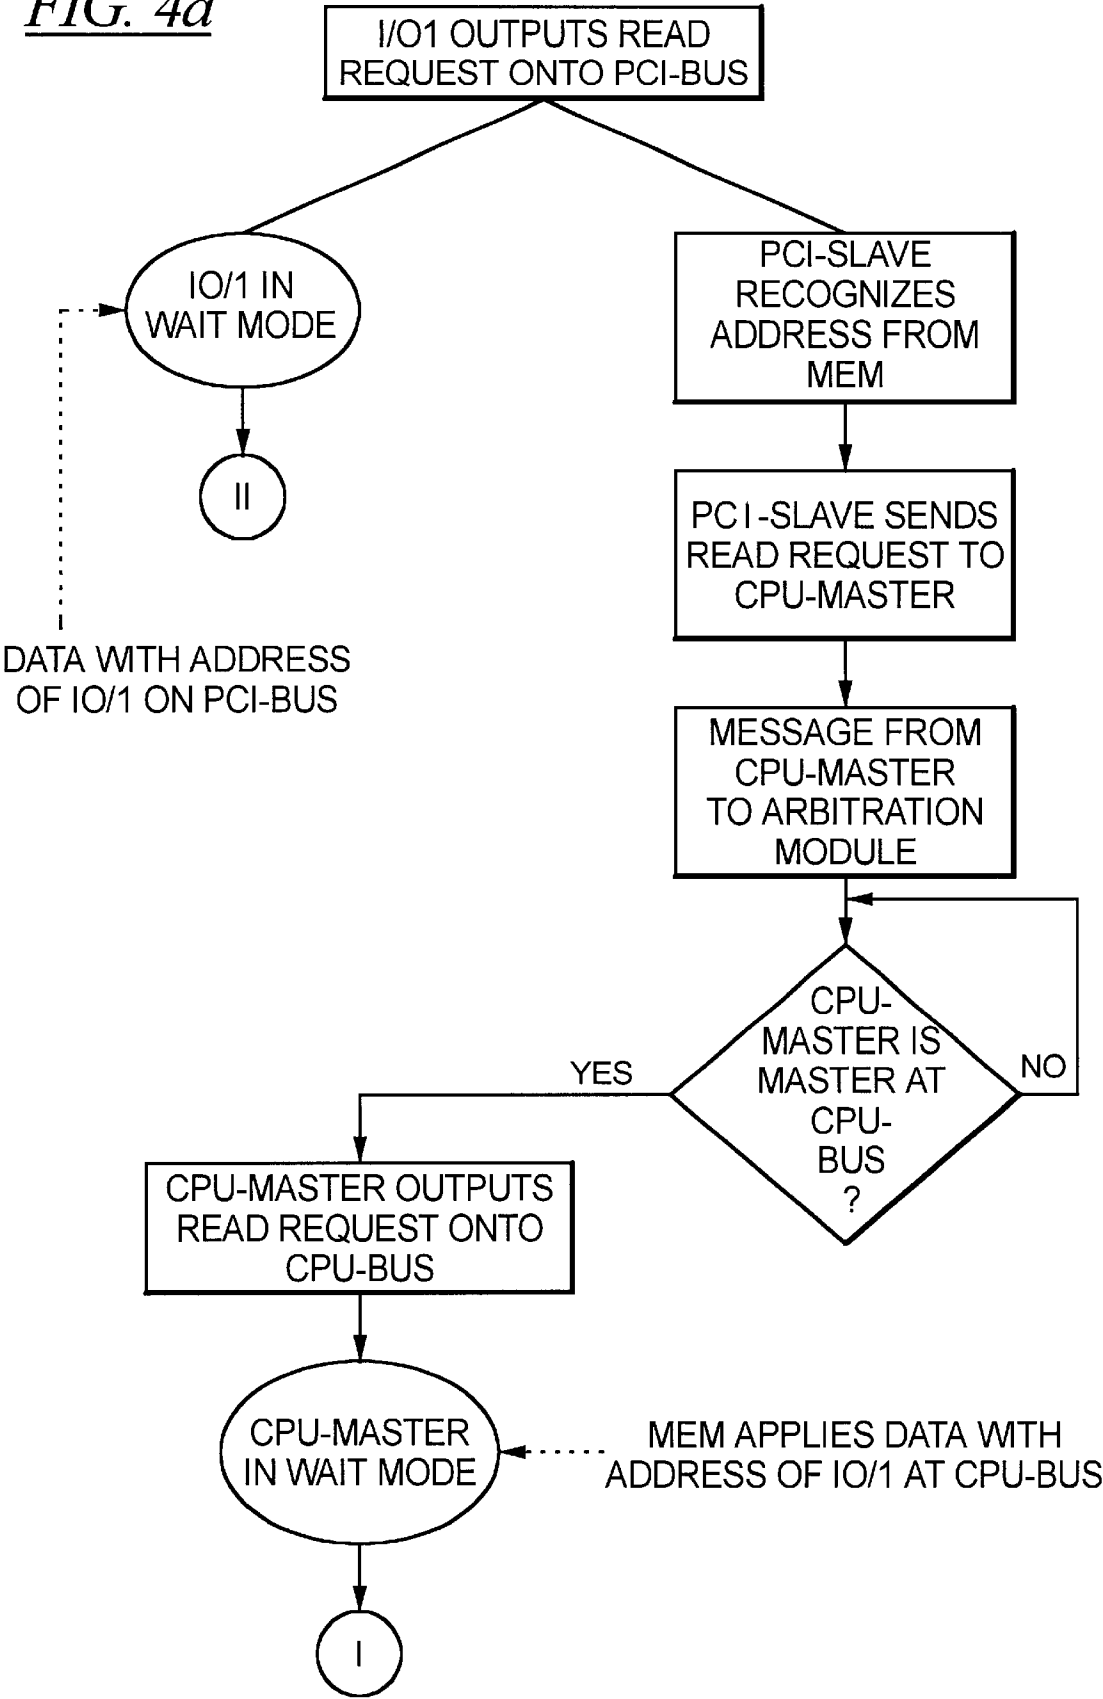 FIG. 4a
I/O1 OUTPUTS READ
REQUEST ONTO PCI-BUS
IO/1 IN
WAIT MODE
II
DATA WITH ADDRESS
OF IO/1 ON PCI-BUS
PCI-SLAVE
RECOGNIZES
ADDRESS FROM
MEM
PCI-SLAVE SENDS
READ REQUEST TO
CPU-MASTER
MESSAGE FROM
CPU-MASTER
TO ARBITRATION
MODULE
CPU-
MASTER IS
MASTER AT
CPU-
BUS
?
NO
YES
CPU-MASTER OUTPUTS
READ REQUEST ONTO
CPU-BUS
CPU-MASTER
IN WAIT MODE
MEM APPLIES DATA WITH
ADDRESS OF IO/1 AT CPU-BUS
I